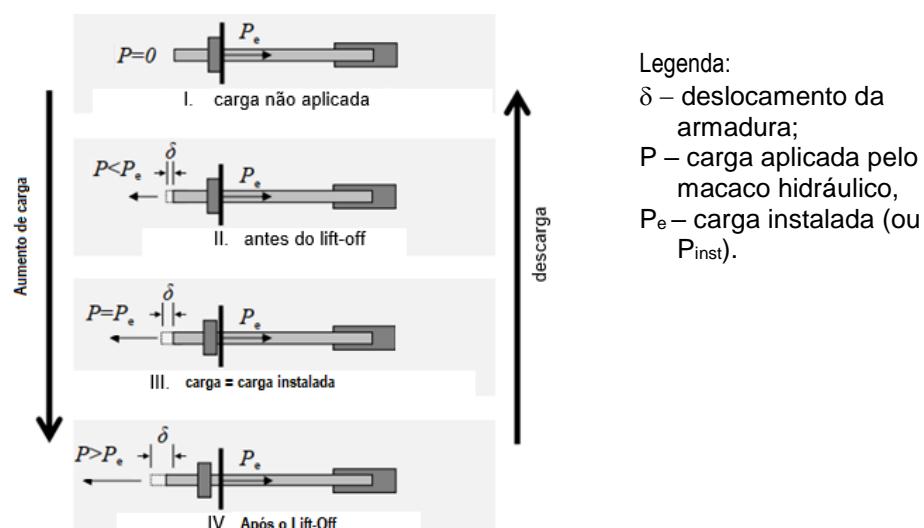 P=0
Pe
I. carga não aplicada
Aumento de carga
P<Pe
δ
Pe
II. antes do lift-off
P=Pe
δ
Pe
III. carga = carga instalada
P>Pe
δ
Pe
IV Após o Lift-Off
descarga
Legenda:
δ – deslocamento da
armadura;
P – carga aplicada pelo
macaco hidráulico,
Pe – carga instalada (ou
Pinst).